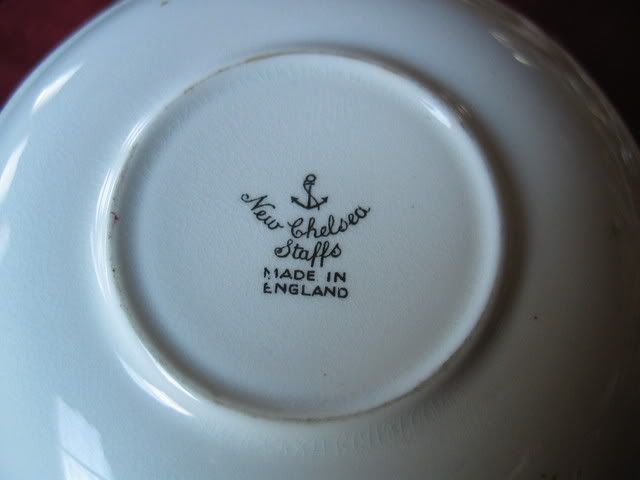 New Chelsea
Staffs
MADE IN
ENGLAND